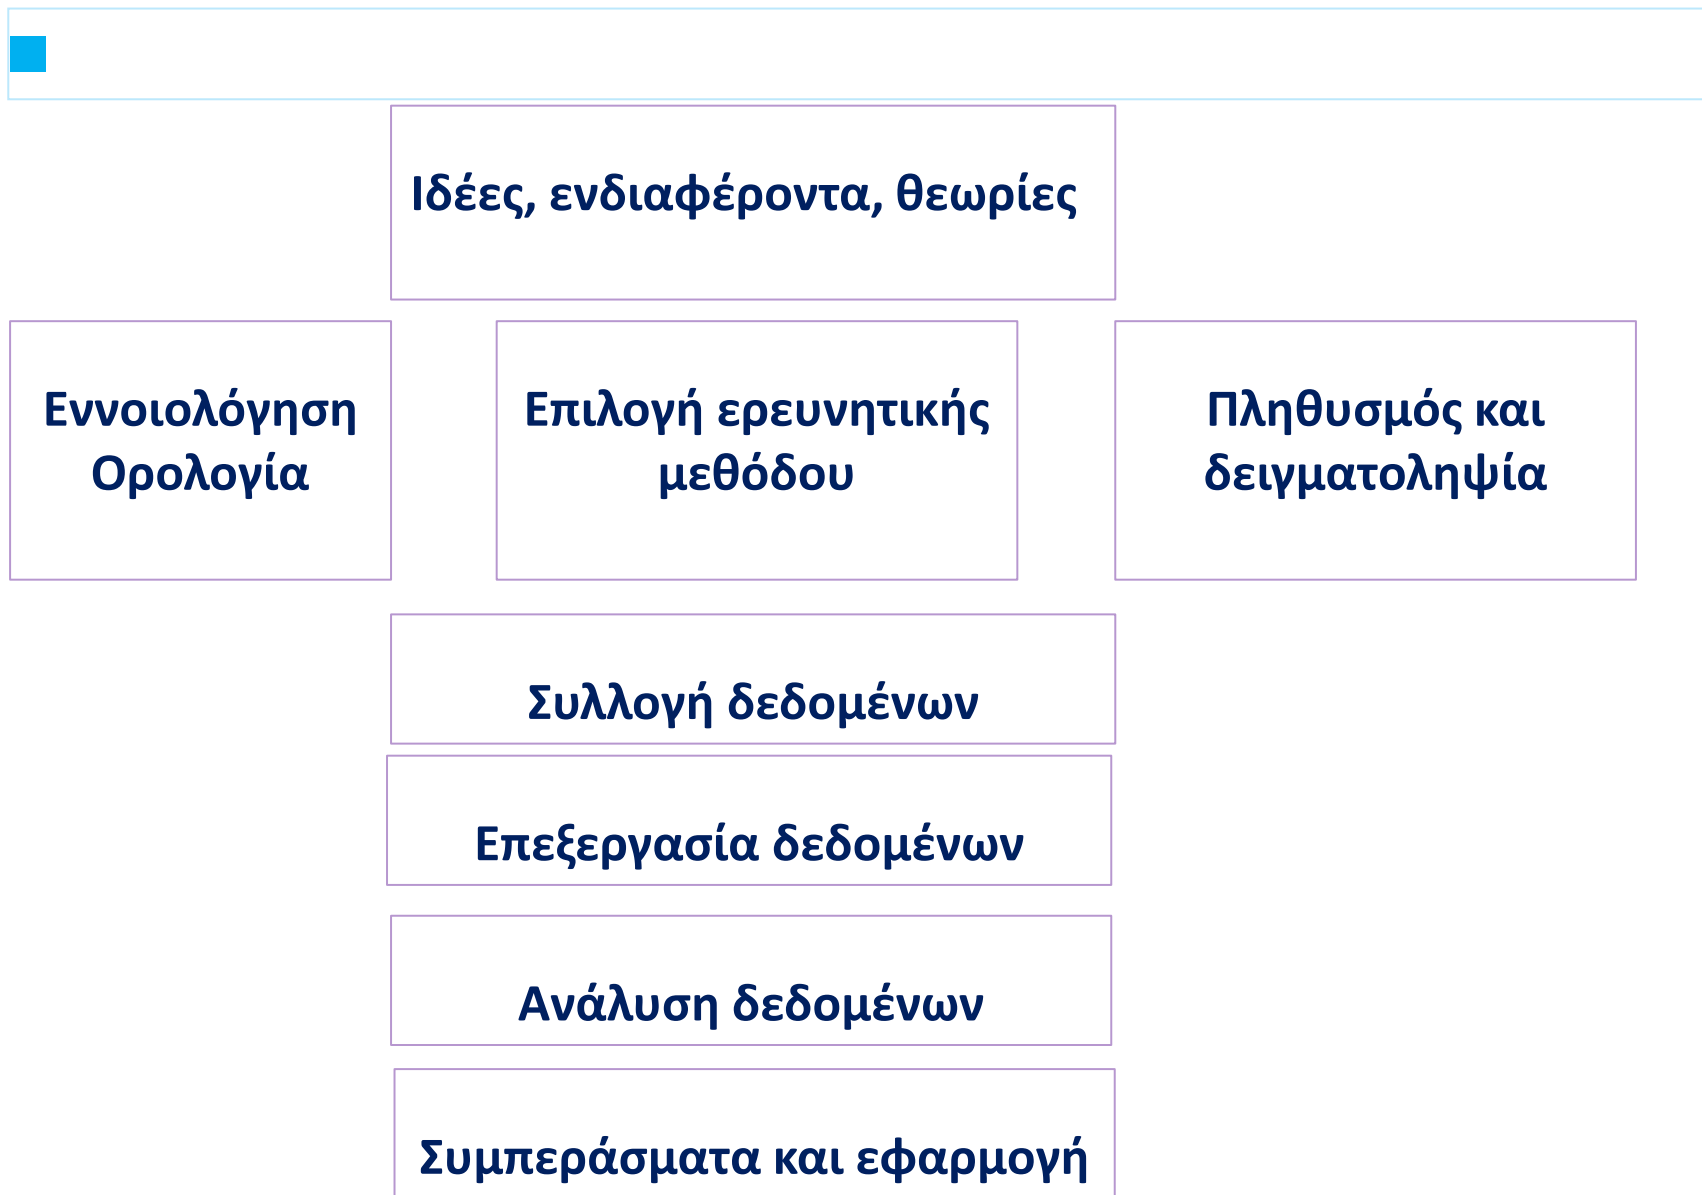 Ιδέες, ενδιαφέροντα, θεωρίες
Εννοιολόγηση
Ορολογία
Επιλογή ερευνητικής
μεθόδου
Πληθυσμός και
δειγματοληψία
Συλλογή δεδομένων
Επεξεργασία δεδομένων
Ανάλυση δεδομένων
Συμπεράσματα και εφαρμογή